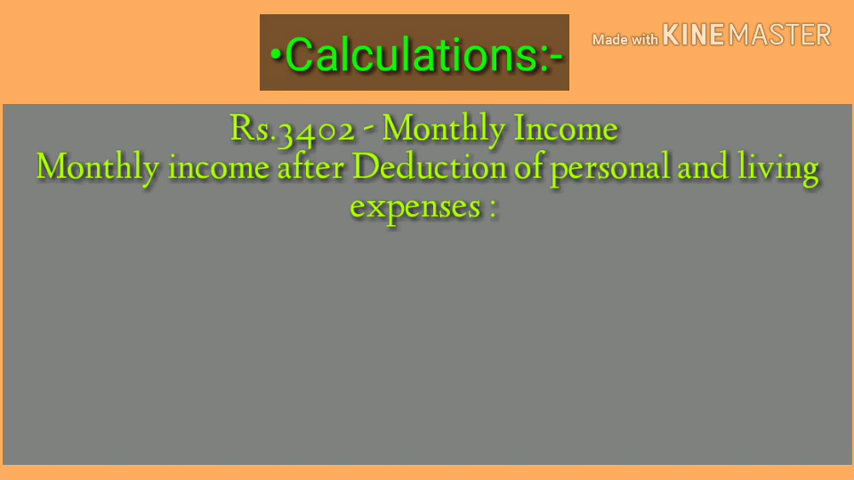 •Calculations:-
Made with KINEMASTER
Rs.3402 - Monthly Income
Monthly income after Deduction of personal and living
expenses :